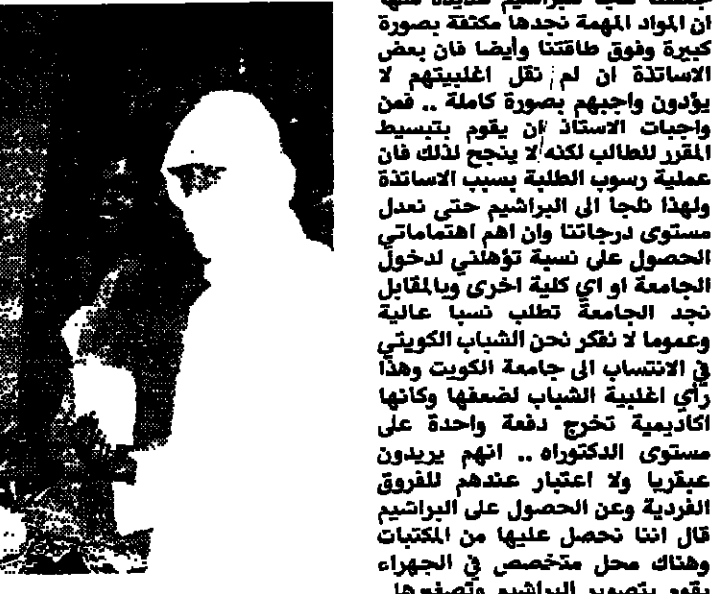 ان المواد المهمة نجدها مكثفة بصورة
كبيرة وفوق طاقتنا وأيضا فان بعض
الاساتذة ان لم نقل اغلبيتهم لا
يؤدون واجبهم بصورة كاملة .. فمن
واجبات الاستاذ ان يقوم بتبسيط
المقرر للطالب لكنه لا ينجح لذلك فان
عملية رسوب الطلبة بسبب الاساتذة
ولهذا نلجا الى البراشيم حتى نعدل
مستوى درجاتنا وان اهم اهتماماتي
الحصول على نسبة تؤهلني لدخول
الجامعة او اي كلية اخرى وبالمقابل
نجد الجامعة تطلب نسبا عالية
وعموما لا نفكر نحن الشباب الكويتي
في الانتساب الى جامعة الكويت وهذا
رأي اغلبية الشباب لضعفها وكانها
اكاديمية تخرج دفعة واحدة على
مستوى الدكتوراه .. انهم يريدون
عبقريا ولا اعتبار عندهم للفروق
الفردية وعن الحصول على البراشيم
قال اننا نحصل عليها من المكتبات
وهناك محل متخصص في الجهراء
يقوم بتصوير البراشيم وتصغيرها